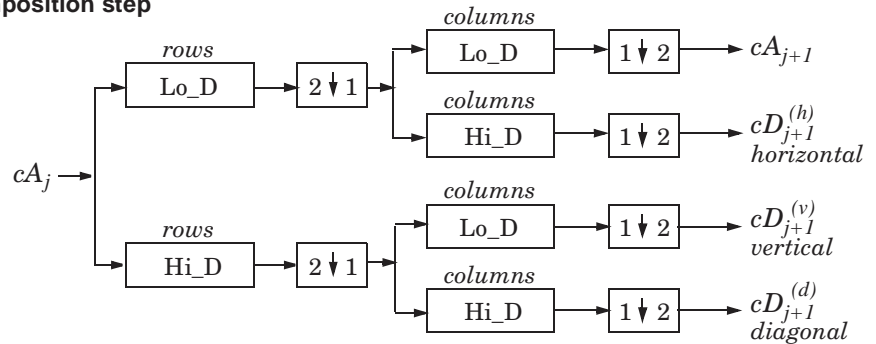 position step
columns
rows
Lo_D
1 ↓ 2
cA_{j+1}
Lo_D
2 ↓ 1
columns
Hi_D
1 ↓ 2
cD_{j+1}^{(h)}
horizontal
cA_j
columns
rows
Lo_D
1 ↓ 2
cD_{j+1}^{(v)}
vertical
Hi_D
2 ↓ 1
columns
Hi_D
1 ↓ 2
cD_{j+1}^{(d)}
diagonal